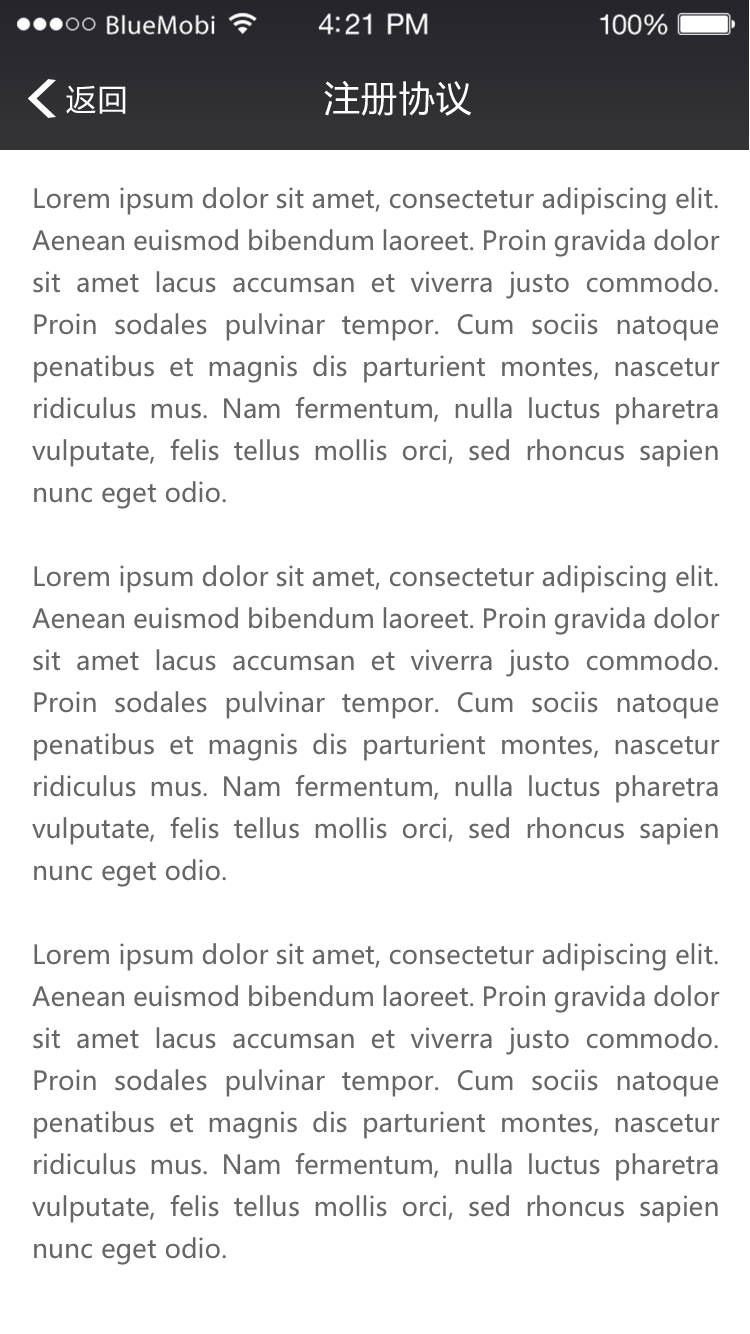 BlueMobi 4:21 PM 100%
返回 注册协议
Lorem ipsum dolor sit amet, consectetur adipiscing elit.
Aenean euismod bibendum laoreet. Proin gravida dolor
sit amet lacus accumsan et viverra justo commodo.
Proin sodales pulvinar tempor. Cum sociis natoque
penatibus et magnis dis parturient montes, nascetur
ridiculus mus. Nam fermentum, nulla luctus pharetra
vulputate, felis tellus mollis orci, sed rhoncus sapien
nunc eget odio.
Lorem ipsum dolor sit amet, consectetur adipiscing elit.
Aenean euismod bibendum laoreet. Proin gravida dolor
sit amet lacus accumsan et viverra justo commodo.
Proin sodales pulvinar tempor. Cum sociis natoque
penatibus et magnis dis parturient montes, nascetur
ridiculus mus. Nam fermentum, nulla luctus pharetra
vulputate, felis tellus mollis orci, sed rhoncus sapien
nunc eget odio.
Lorem ipsum dolor sit amet, consectetur adipiscing elit.
Aenean euismod bibendum laoreet. Proin gravida dolor
sit amet lacus accumsan et viverra justo commodo.
Proin sodales pulvinar tempor. Cum sociis natoque
penatibus et magnis dis parturient montes, nascetur
ridiculus mus. Nam fermentum, nulla luctus pharetra
vulputate, felis tellus mollis orci, sed rhoncus sapien
nunc eget odio.